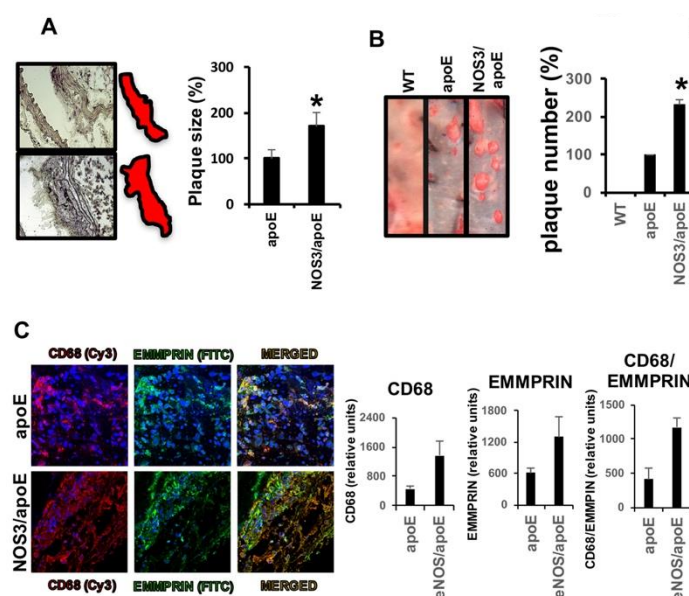 A
Plaque size (%)
300
200
100
0
*
apoE
NOS3/apoE
B
WT
apoE
NOS3/
apoE
plaque number (%)
300
200
100
0
*
WT
apoE
NOS3/apoE
C
CD68 (Cy3)
EMMPRIN (FITC)
MERGED
apoE
NOS3/apoE
CD68 (Cy3)
EMMPRIN (FITC)
MERGED
CD68
CD68 (relative units)
2400
1600
800
0
apoE
eNOS/apoE
EMMPRIN
EMMPRIN (relative units)
1800
1200
600
0
apoE
eNOS/apoE
CD68/
EMMPRIN
CD68/EMMPIN (relative units)
1500
1000
500
0
apoE
eNOS/apoE